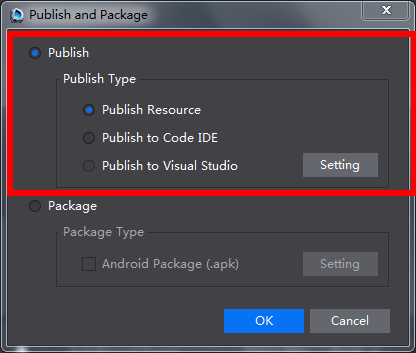 Publish and Package
Publish
Publish Type
Publish Resource
Publish to Code IDE
Publish to Visual Studio
Setting
Package
Package Type
Android Package (.apk)
Setting
OK
Cancel